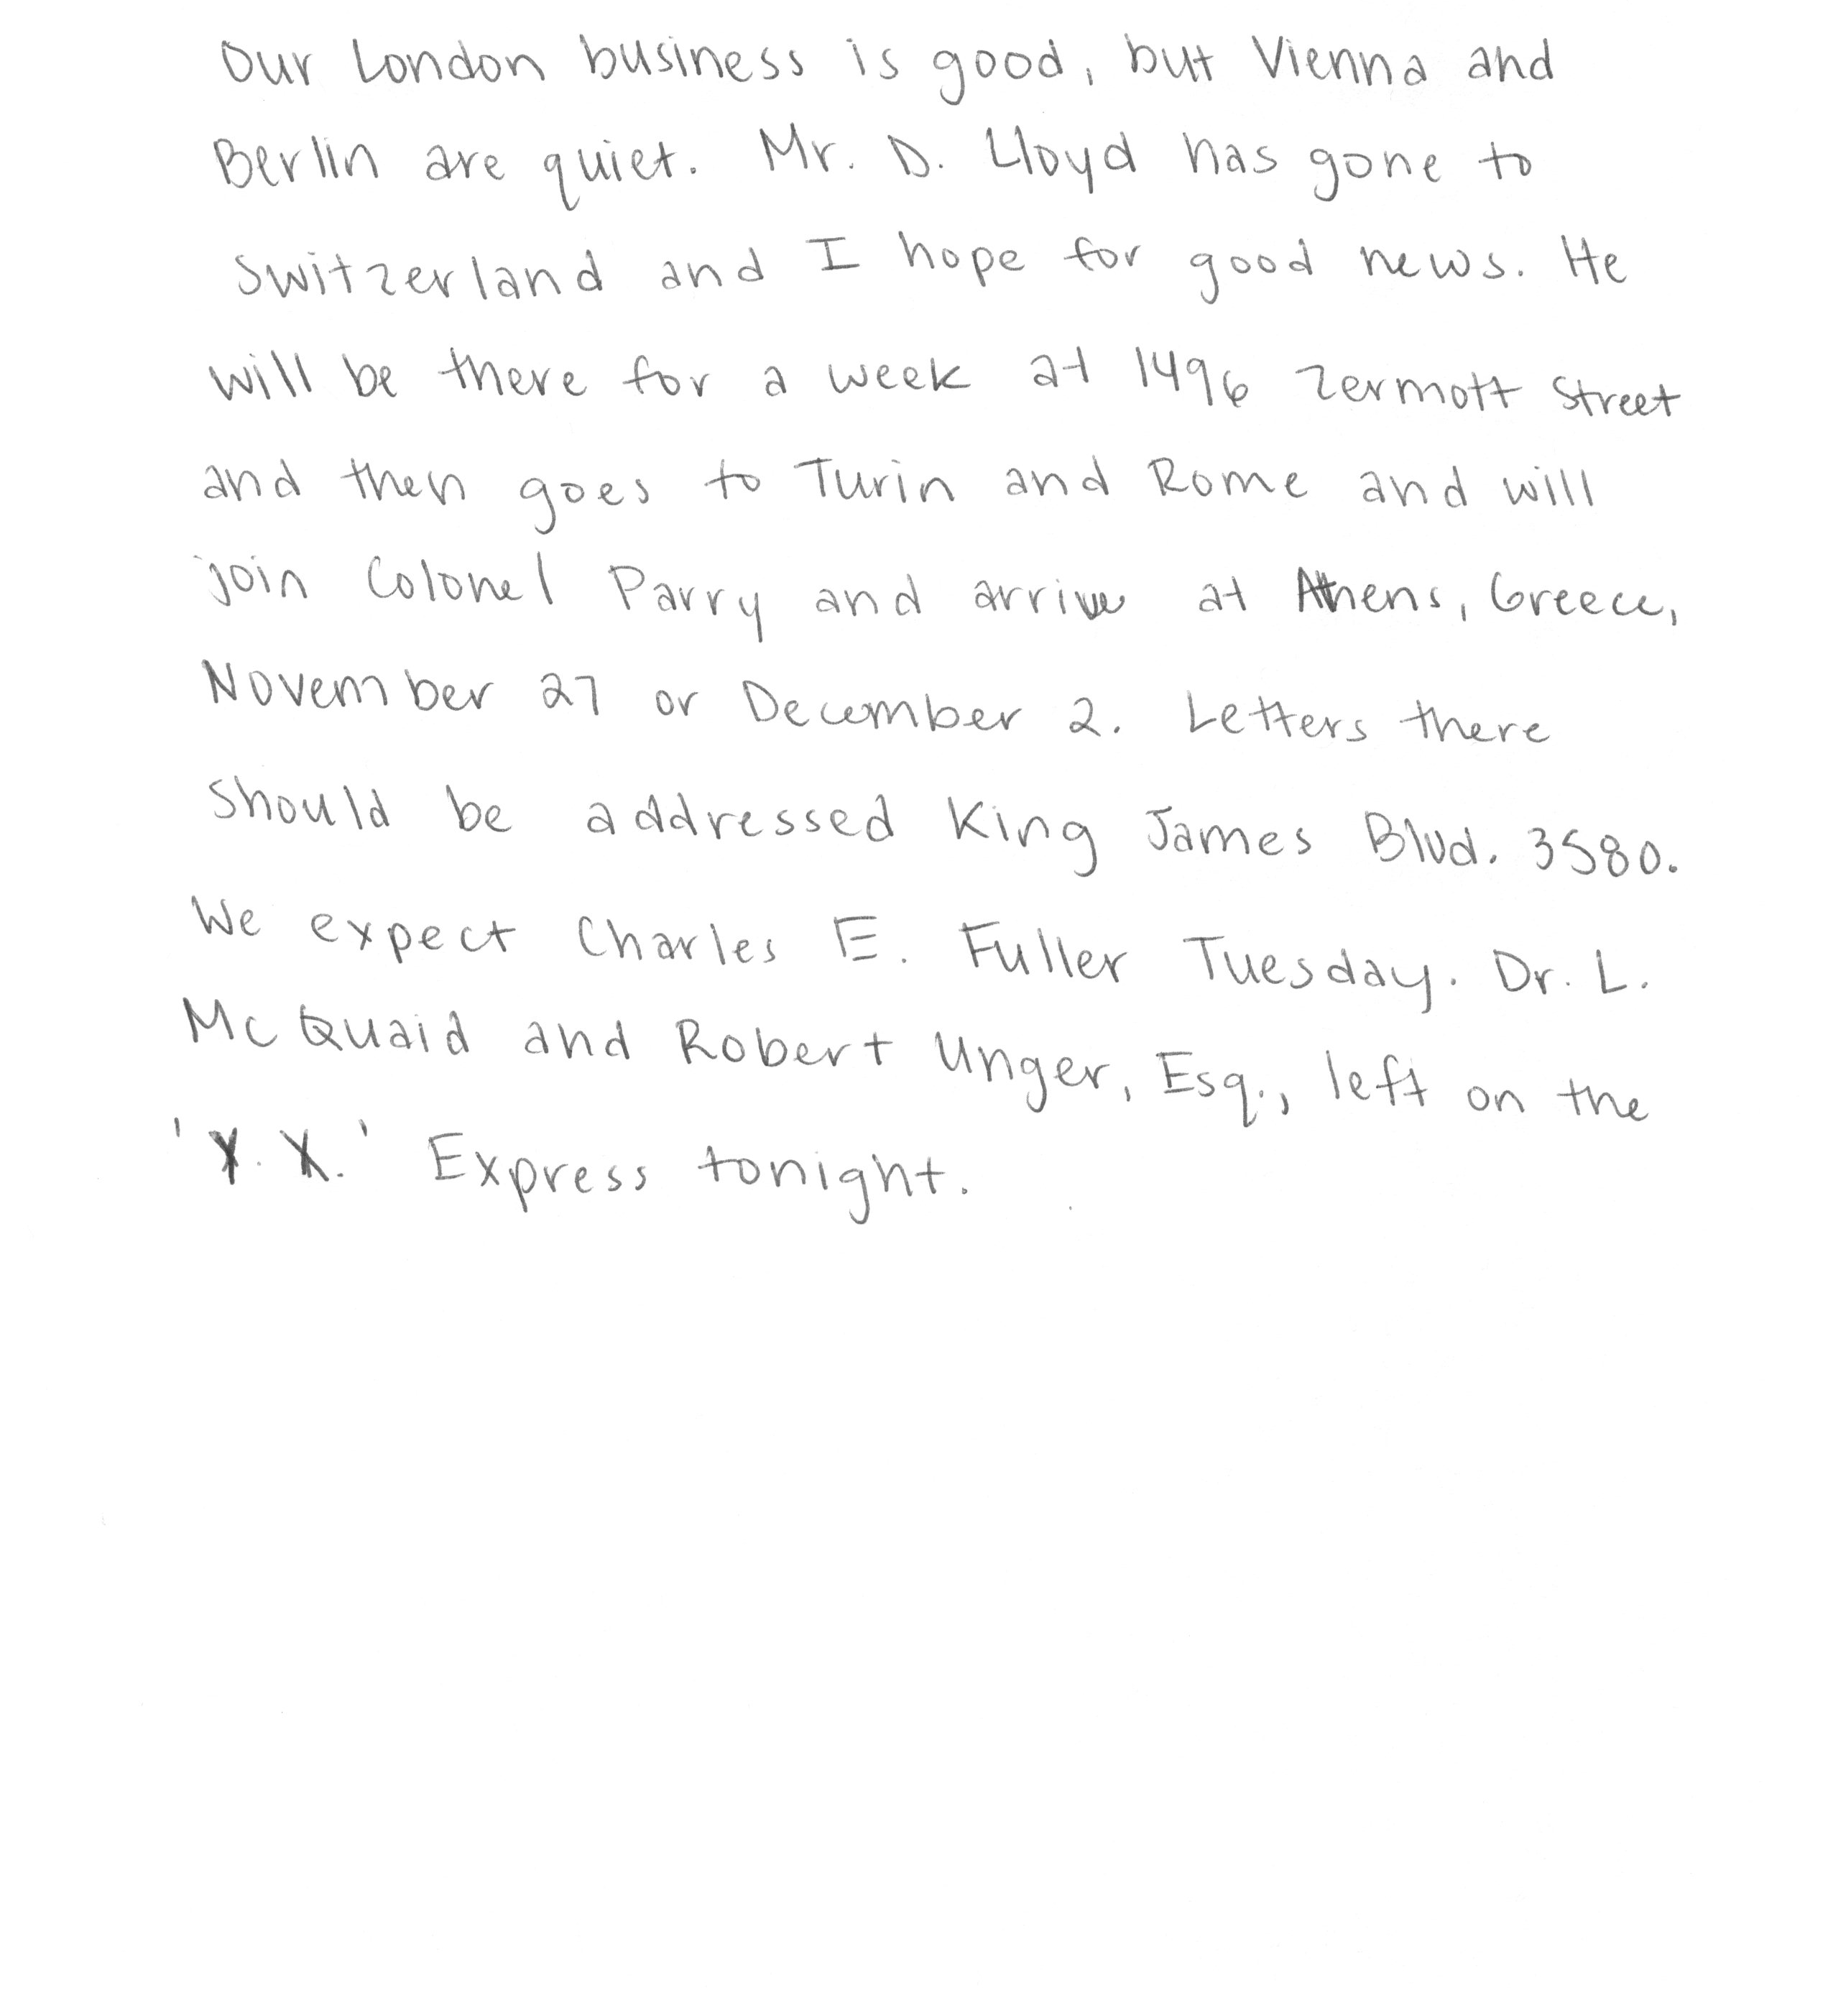 Our London business is good, but Vienna and
Berlin are quiet. Mr. D. Lloyd has gone to
Switzerland and I hope for good news. He
will be there for a week at 1496 Zermott Street
and then goes to Turin and Rome and will
join Colonel Parry and arrive at Athens, Greece,
November 27 or December 2. Letters there
should be addressed King James Blvd. 3580.
We expect Charles E. Fuller Tuesday. Dr. L.
McQuaid and Robert Unger, Esq., left on the
'Y. X.' Express tonight.